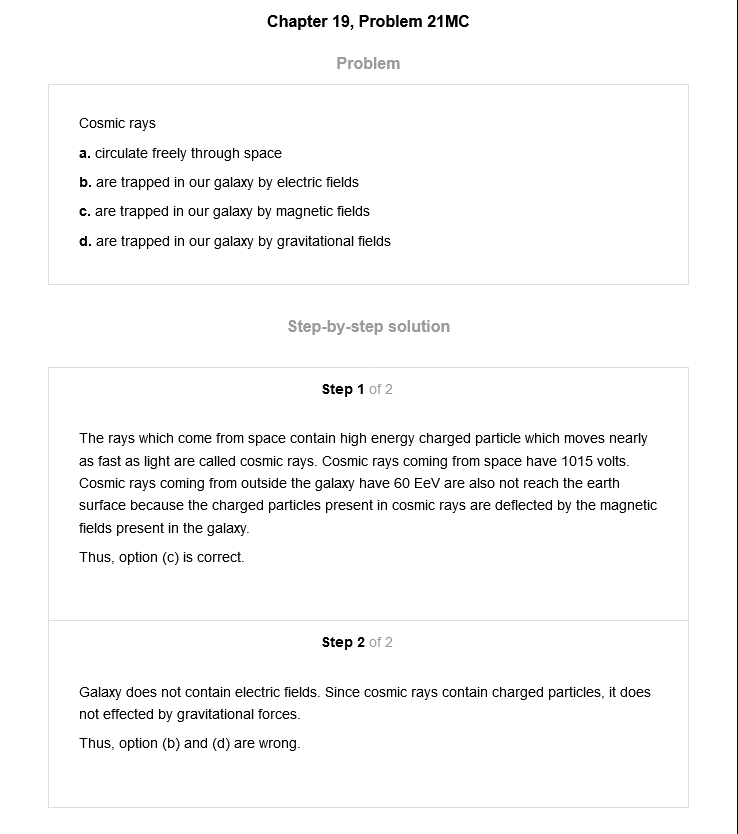 Chapter 19, Problem 21MC
Problem
Cosmic rays
a. circulate freely through space
b. are trapped in our galaxy by electric fields
c. are trapped in our galaxy by magnetic fields
d. are trapped in our galaxy by gravitational fields
Step-by-step solution
Step 1 of 2
The rays which come from space contain high energy charged particle which moves nearly
as fast as light are called cosmic rays. Cosmic rays coming from space have 1015 volts.
Cosmic rays coming from outside the galaxy have 60 EeV are also not reach the earth
surface because the charged particles present in cosmic rays are deflected by the magnetic
fields present in the galaxy.
Thus, option (c) is correct.
Step 2 of 2
Galaxy does not contain electric fields. Since cosmic rays contain charged particles, it does
not effected by gravitational forces.
Thus, option (b) and (d) are wrong.